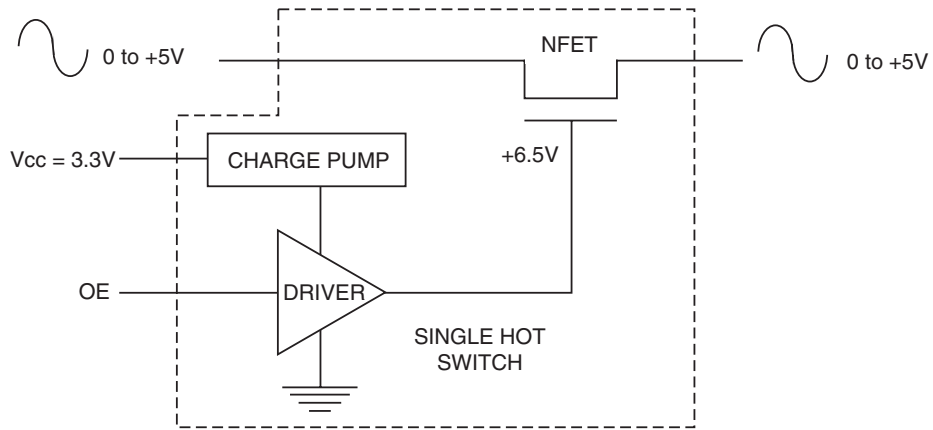 NFET
0 to +5V
0 to +5V
+6.5V
Vcc = 3.3V
CHARGE PUMP
OE
DRIVER
SINGLE HOT
SWITCH